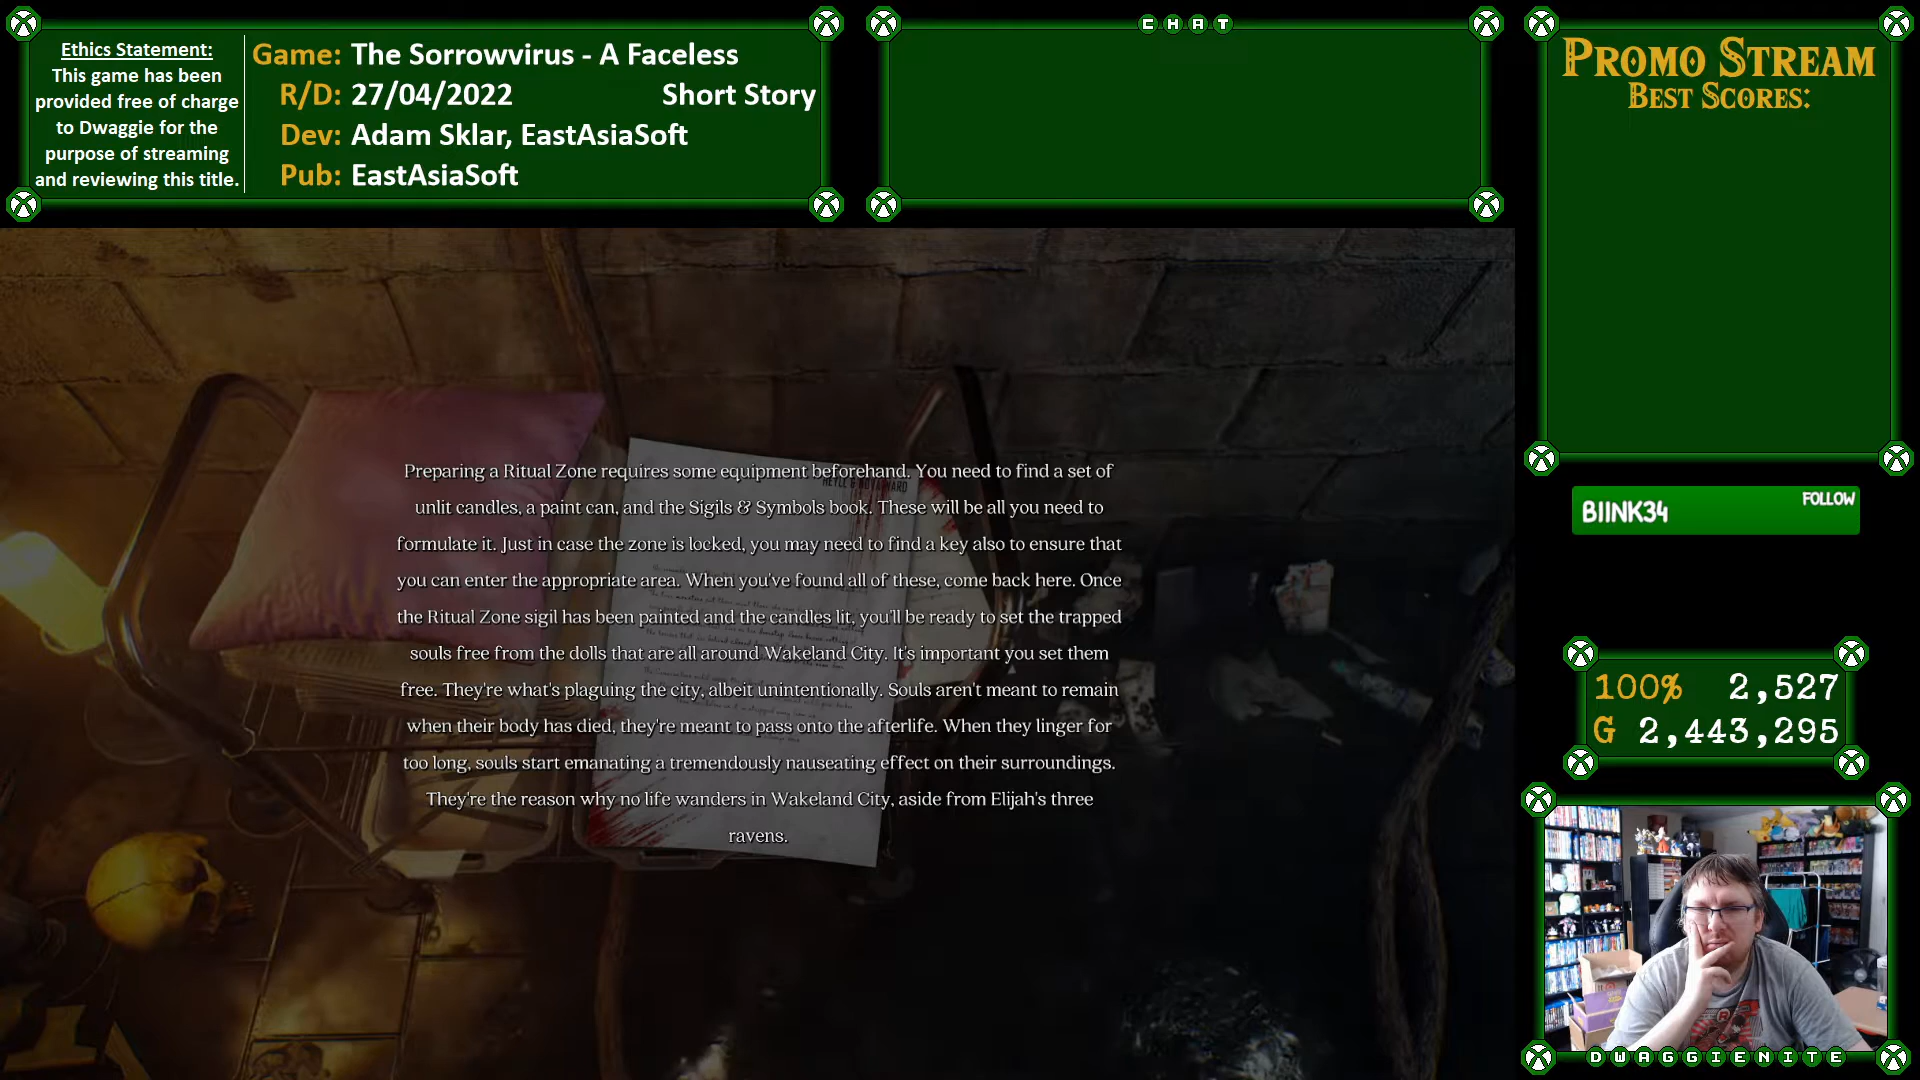 Ethics Statement:
This game has been
provided free of charge
to Dwaggie for the
purpose of streaming
and reviewing this title.
Game: The Sorrowvirus - A Faceless
R/D: 27/04/2022 Short Story
Dev: Adam Sklar, EastAsiaSoft
Pub: EastAsiaSoft
CHAT
PROMO STREAM
BEST SCORES:
Preparing a Ritual Zone requires some equipment beforehand. You need to find a set of
unlit candles, a paint can, and the Sigils & Symbols book. These will be all you need to
formulate it. Just in case the zone is locked, you may need to find a key also to ensure that
you can enter the appropriate area. When you've found all of these, come back here. Once
the Ritual Zone sigil has been painted and the candles lit, you'll be ready to set the trapped
souls free from the dolls that are all around Wakeland City. It's important you set them
free. They're what's plaguing the city, albeit unintentionally. Souls aren't meant to remain
when their body has died, they're meant to pass onto the afterlife. When they linger for
too long, souls start emanating a tremendously nauseating effect on their surroundings.
They're the reason why no life wanders in Wakeland City, aside from Elijah's three
ravens.
BIINK34 FOLLOW
100% 2,527
G 2,443,295
DWAGGIENITE